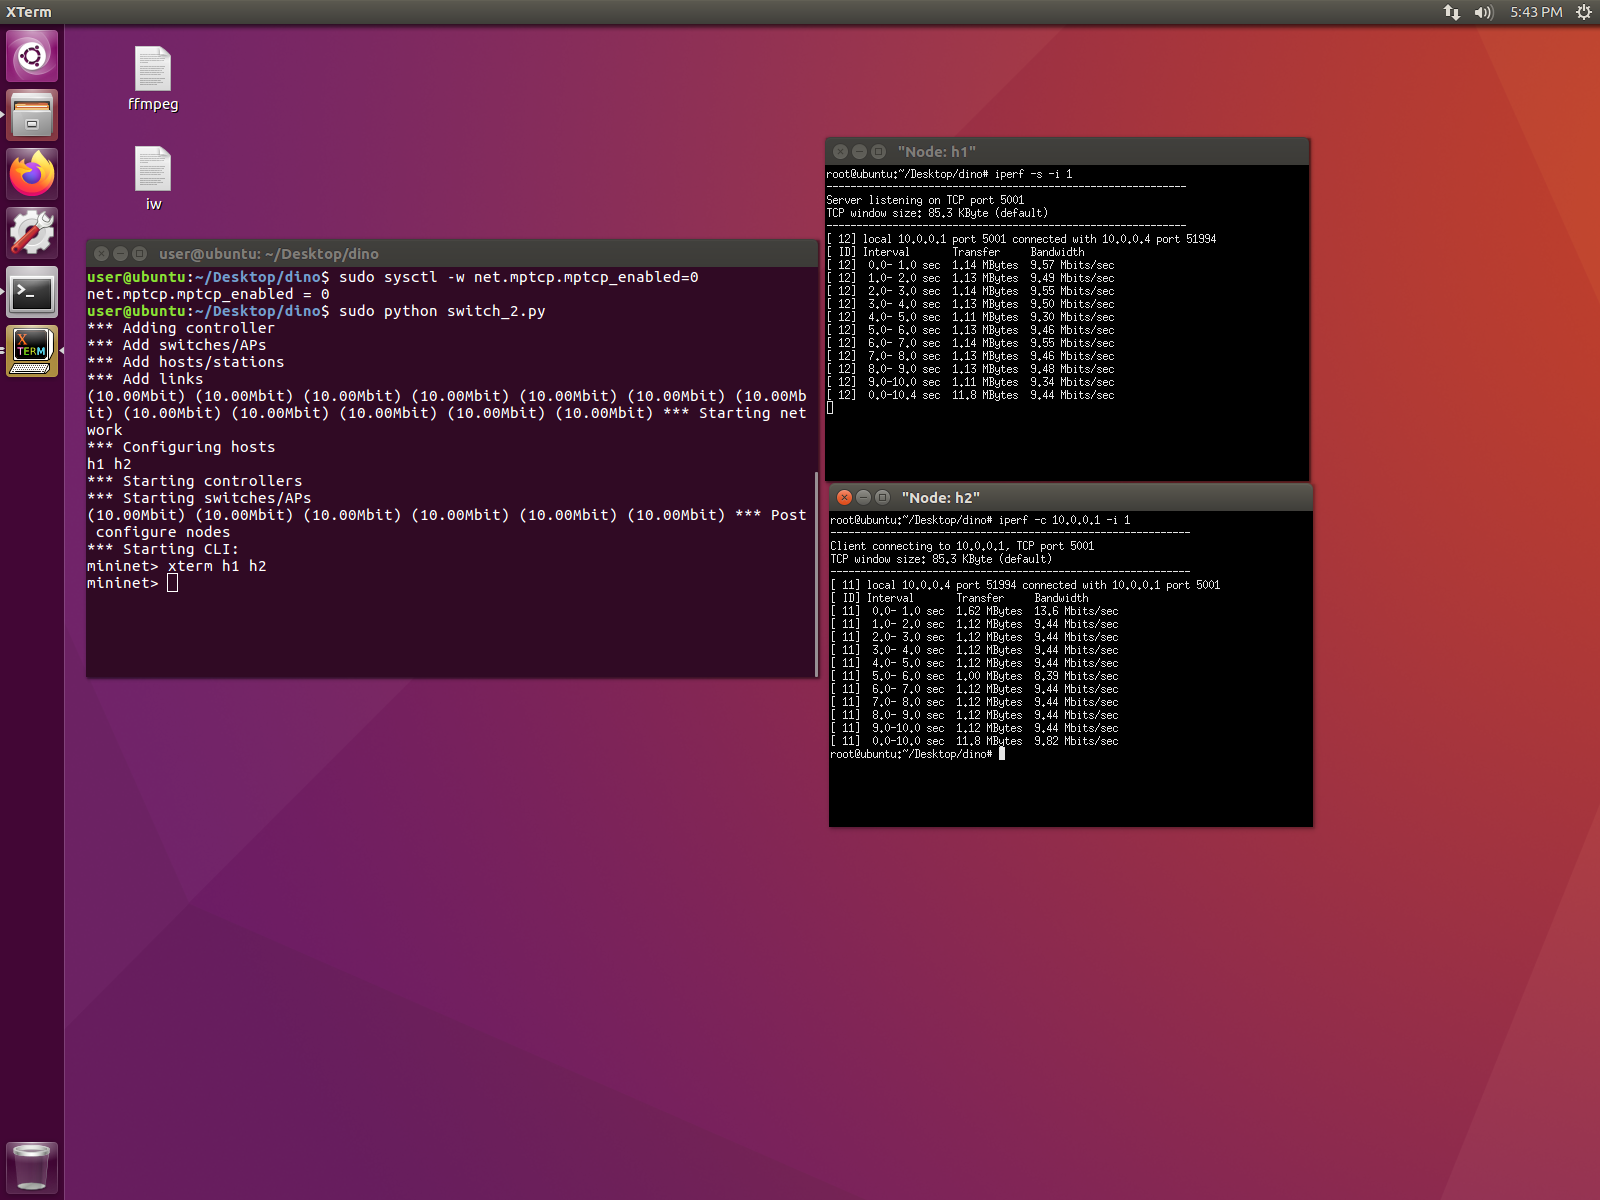 XTerm
5:43 PM
ffmpeg
iw
user@ubuntu: ~/Desktop/dino
user@ubuntu:~/Desktop/dino$ sudo sysctl -w net.mptcp.mptcp_enabled=0
net.mptcp.mptcp_enabled = 0
user@ubuntu:~/Desktop/dino$ sudo python switch_2.py
*** Adding controller
*** Add switches/APs
*** Add hosts/stations
*** Add links
(10.00Mbit) (10.00Mbit) (10.00Mbit) (10.00Mbit) (10.00Mbit) (10.00Mbit) (10.00Mb
it) (10.00Mbit) (10.00Mbit) (10.00Mbit) (10.00Mbit) (10.00Mbit) *** Starting net
work
*** Configuring hosts
h1 h2
*** Starting controllers
*** Starting switches/APs
(10.00Mbit) (10.00Mbit) (10.00Mbit) (10.00Mbit) (10.00Mbit) (10.00Mbit) *** Post
 configure nodes
*** Starting CLI:
mininet> xterm h1 h2
mininet>
"Node: h1"
root@ubuntu:~/Desktop/dino# iperf -s -i 1
------------------------------------------------------------
Server listening on TCP port 5001
TCP window size: 85.3 KByte (default)
------------------------------------------------------------
[ 12] local 10.0.0.1 port 5001 connected with 10.0.0.4 port 51994
[ ID] Interval       Transfer     Bandwidth
[ 12]  0.0- 1.0 sec  1.14 MBytes  9.57 Mbits/sec
[ 12]  1.0- 2.0 sec  1.13 MBytes  9.49 Mbits/sec
[ 12]  2.0- 3.0 sec  1.14 MBytes  9.55 Mbits/sec
[ 12]  3.0- 4.0 sec  1.13 MBytes  9.50 Mbits/sec
[ 12]  4.0- 5.0 sec  1.11 MBytes  9.30 Mbits/sec
[ 12]  5.0- 6.0 sec  1.13 MBytes  9.46 Mbits/sec
[ 12]  6.0- 7.0 sec  1.14 MBytes  9.55 Mbits/sec
[ 12]  7.0- 8.0 sec  1.13 MBytes  9.46 Mbits/sec
[ 12]  8.0- 9.0 sec  1.13 MBytes  9.48 Mbits/sec
[ 12]  9.0-10.0 sec  1.11 MBytes  9.34 Mbits/sec
[ 12]  0.0-10.4 sec  11.8 MBytes  9.44 Mbits/sec
"Node: h2"
root@ubuntu:~/Desktop/dino# iperf -c 10.0.0.1 -i 1
------------------------------------------------------------
Client connecting to 10.0.0.1, TCP port 5001
TCP window size: 85.3 KByte (default)
------------------------------------------------------------
[ 11] local 10.0.0.4 port 51994 connected with 10.0.0.1 port 5001
[ ID] Interval       Transfer     Bandwidth
[ 11]  0.0- 1.0 sec  1.62 MBytes  13.6 Mbits/sec
[ 11]  1.0- 2.0 sec  1.12 MBytes  9.44 Mbits/sec
[ 11]  2.0- 3.0 sec  1.12 MBytes  9.44 Mbits/sec
[ 11]  3.0- 4.0 sec  1.12 MBytes  9.44 Mbits/sec
[ 11]  4.0- 5.0 sec  1.12 MBytes  9.44 Mbits/sec
[ 11]  5.0- 6.0 sec  1.00 MBytes  8.39 Mbits/sec
[ 11]  6.0- 7.0 sec  1.12 MBytes  9.44 Mbits/sec
[ 11]  7.0- 8.0 sec  1.12 MBytes  9.44 Mbits/sec
[ 11]  8.0- 9.0 sec  1.12 MBytes  9.44 Mbits/sec
[ 11]  9.0-10.0 sec  1.12 MBytes  9.44 Mbits/sec
[ 11]  0.0-10.0 sec  11.8 MBytes  9.82 Mbits/sec
root@ubuntu:~/Desktop/dino#
X
TERM